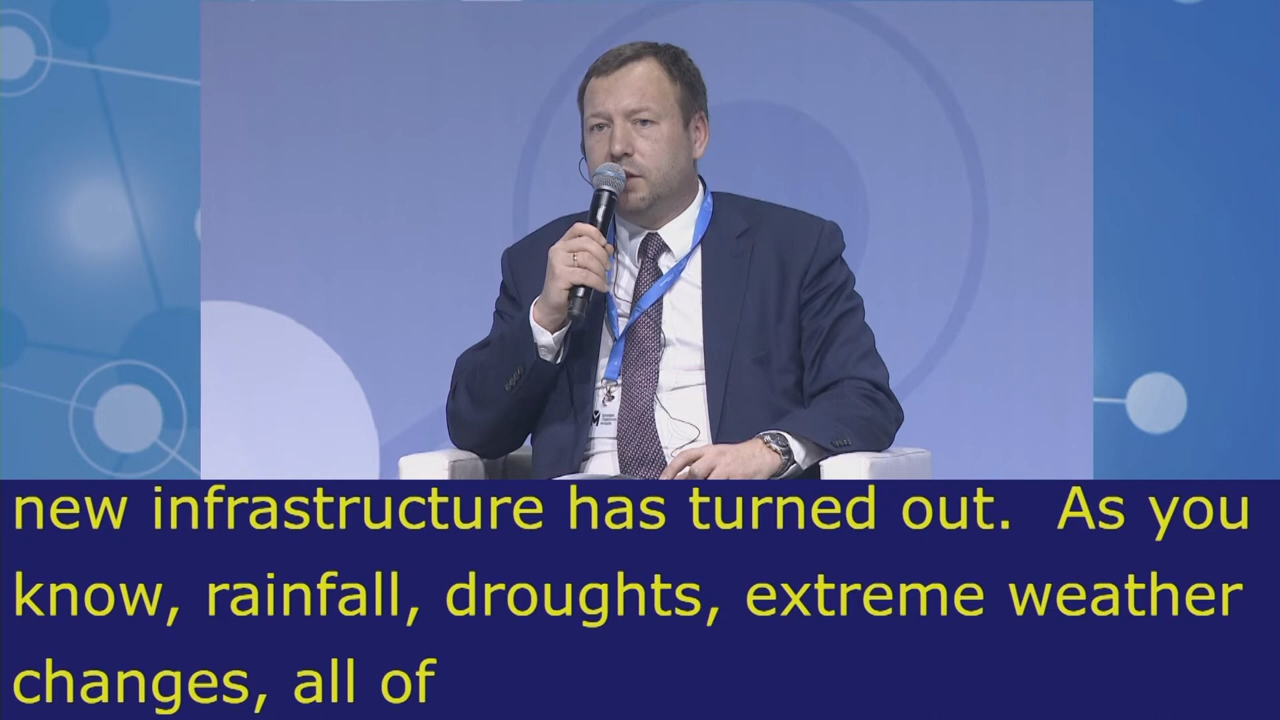 new infrastructure has turned out.  As you
know, rainfall, droughts, extreme weather
changes, all of